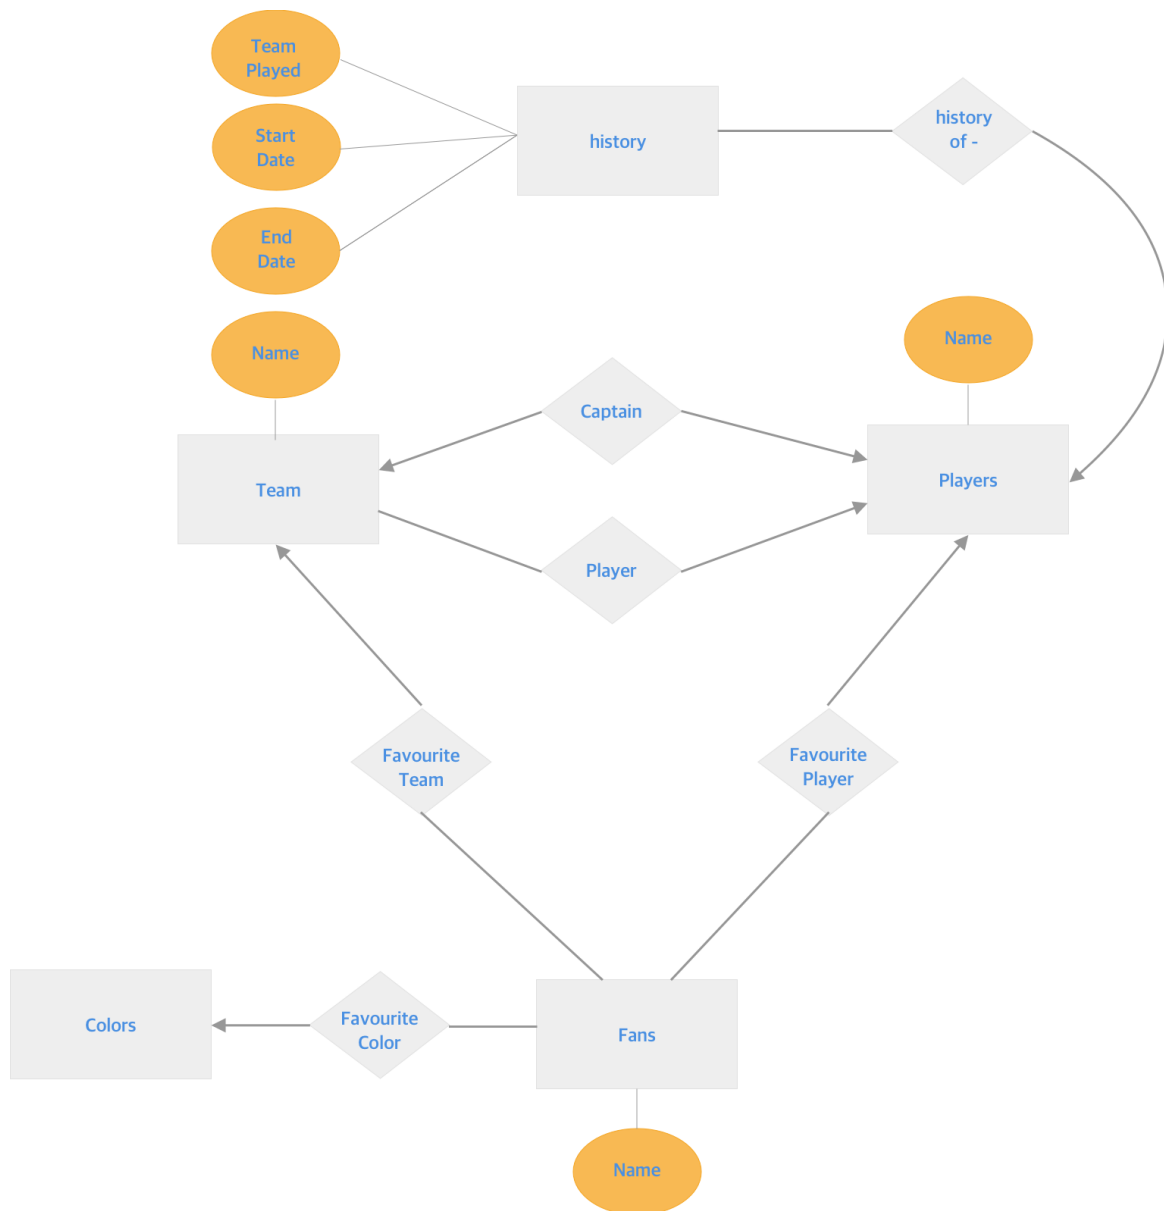 Team
Played
Start
Date
End
Date
history
history
of -
Name
Name
Captain
Team
Players
Player
Favourite
Team
Favourite
Player
Colors
Favourite
Color
Fans
Name